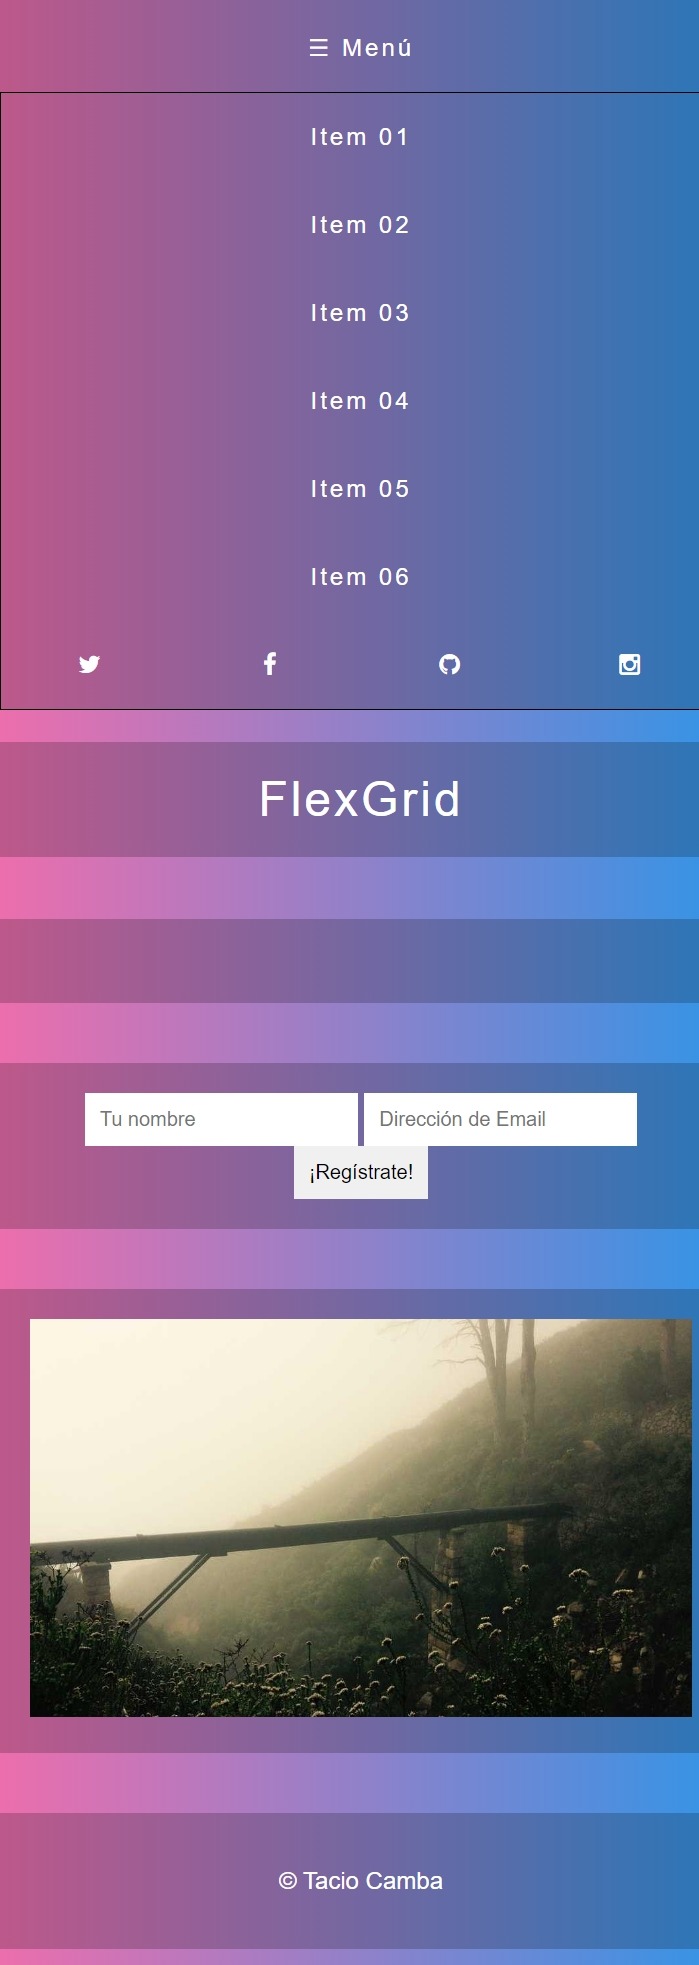 ☰ Menú
Item 01
Item 02
Item 03
Item 04
Item 05
Item 06
FlexGrid
Tu nombre
Dirección de Email
¡Regístrate!
© Tacio Camba